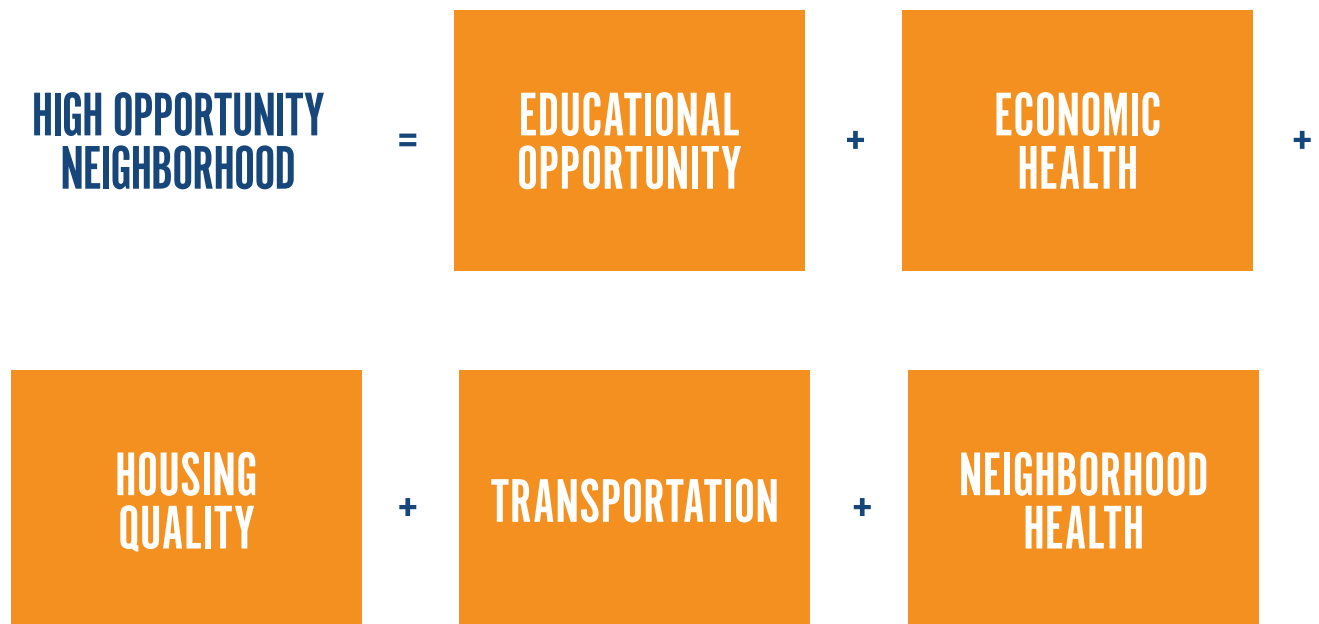 HIGH OPPORTUNITY
NEIGHBORHOOD
=
EDUCATIONAL
OPPORTUNITY
+
ECONOMIC
HEALTH
+
HOUSING
QUALITY
+
TRANSPORTATION
+
NEIGHBORHOOD
HEALTH